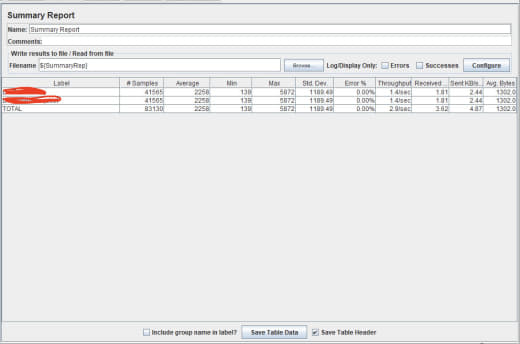 Summary Report
Name: Summary Report
Comments:
Write results to file / Read from file
Filename ${SummaryRep} Browse... Log/Display Only: Errors Successes Configure
Label # Samples Average Min Max Std. Dev. Error % Throughput Received ... Sent KB/s... Avg. Bytes
41565 2258 139 5872 1189.49 0.00% 1.4/sec 1.81 2.44 1302.0
41565 2258 139 5872 1189.49 0.00% 1.4/sec 1.81 2.44 1302.0
TOTAL 83130 2258 139 5872 1189.49 0.00% 2.9/sec 3.62 4.87 1302.0
Include group name in label? Save Table Data Save Table Header